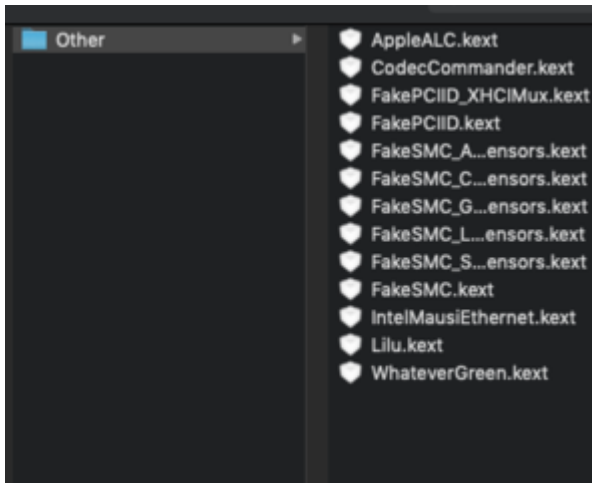 Other
AppleALC.kext
CodecCommander.kext
FakePCIID_XHCIMux.kext
FakePCIID.kext
FakeSMC_A...ensors.kext
FakeSMC_C...ensors.kext
FakeSMC_G...ensors.kext
FakeSMC_L...ensors.kext
FakeSMC_S...ensors.kext
FakeSMC.kext
IntelMausiEthernet.kext
Lilu.kext
WhateverGreen.kext